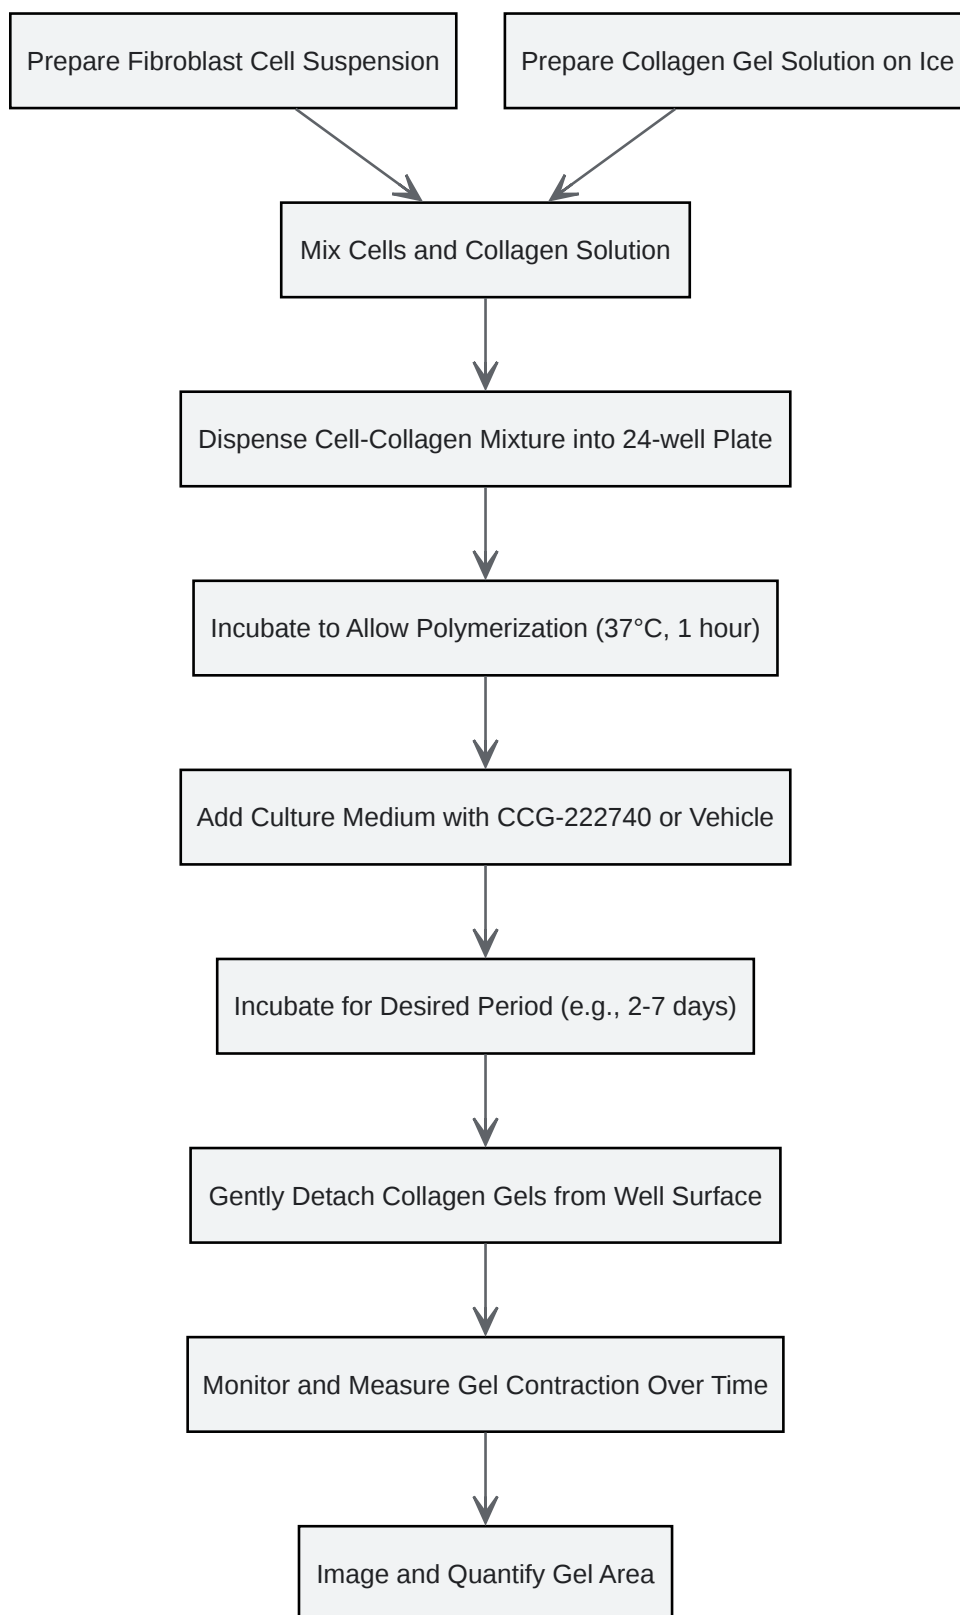 Prepare Fibroblast Cell Suspension
Prepare Collagen Gel Solution on Ice
Mix Cells and Collagen Solution
Dispense Cell-Collagen Mixture into 24-well Plate
Incubate to Allow Polymerization (37°C, 1 hour)
Add Culture Medium with CCG-222740 or Vehicle
Incubate for Desired Period (e.g., 2-7 days)
Gently Detach Collagen Gels from Well Surface
Monitor and Measure Gel Contraction Over Time
Image and Quantify Gel Area